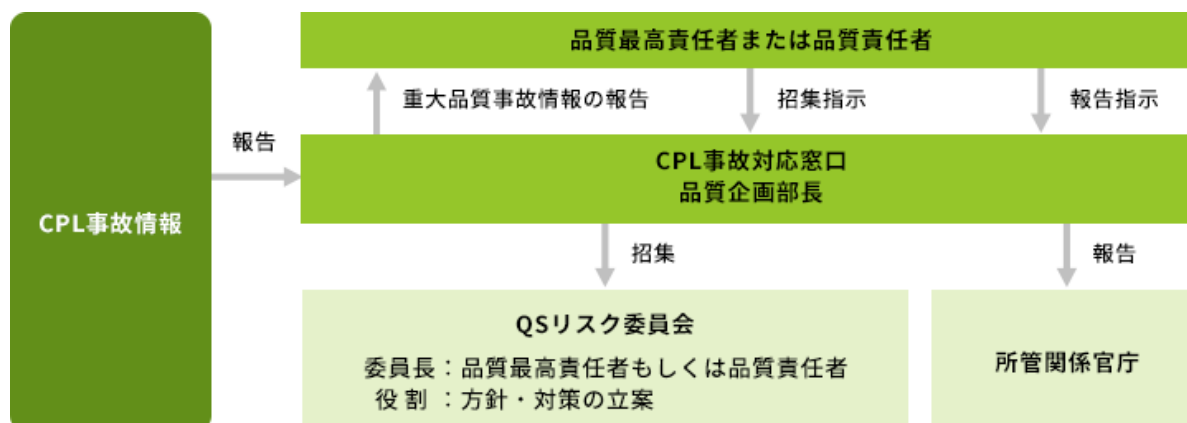 品質最高責任者または品質責任者
重大品質事故情報の報告
招集指示
報告指示
報告
CPL事故対応窓口
品質企画部長
CPL事故情報
招集
報告
QSリスク委員会
委員長：品質最高責任者もしくは品質責任者
役 割 ：方針・対策の立案
所管関係官庁